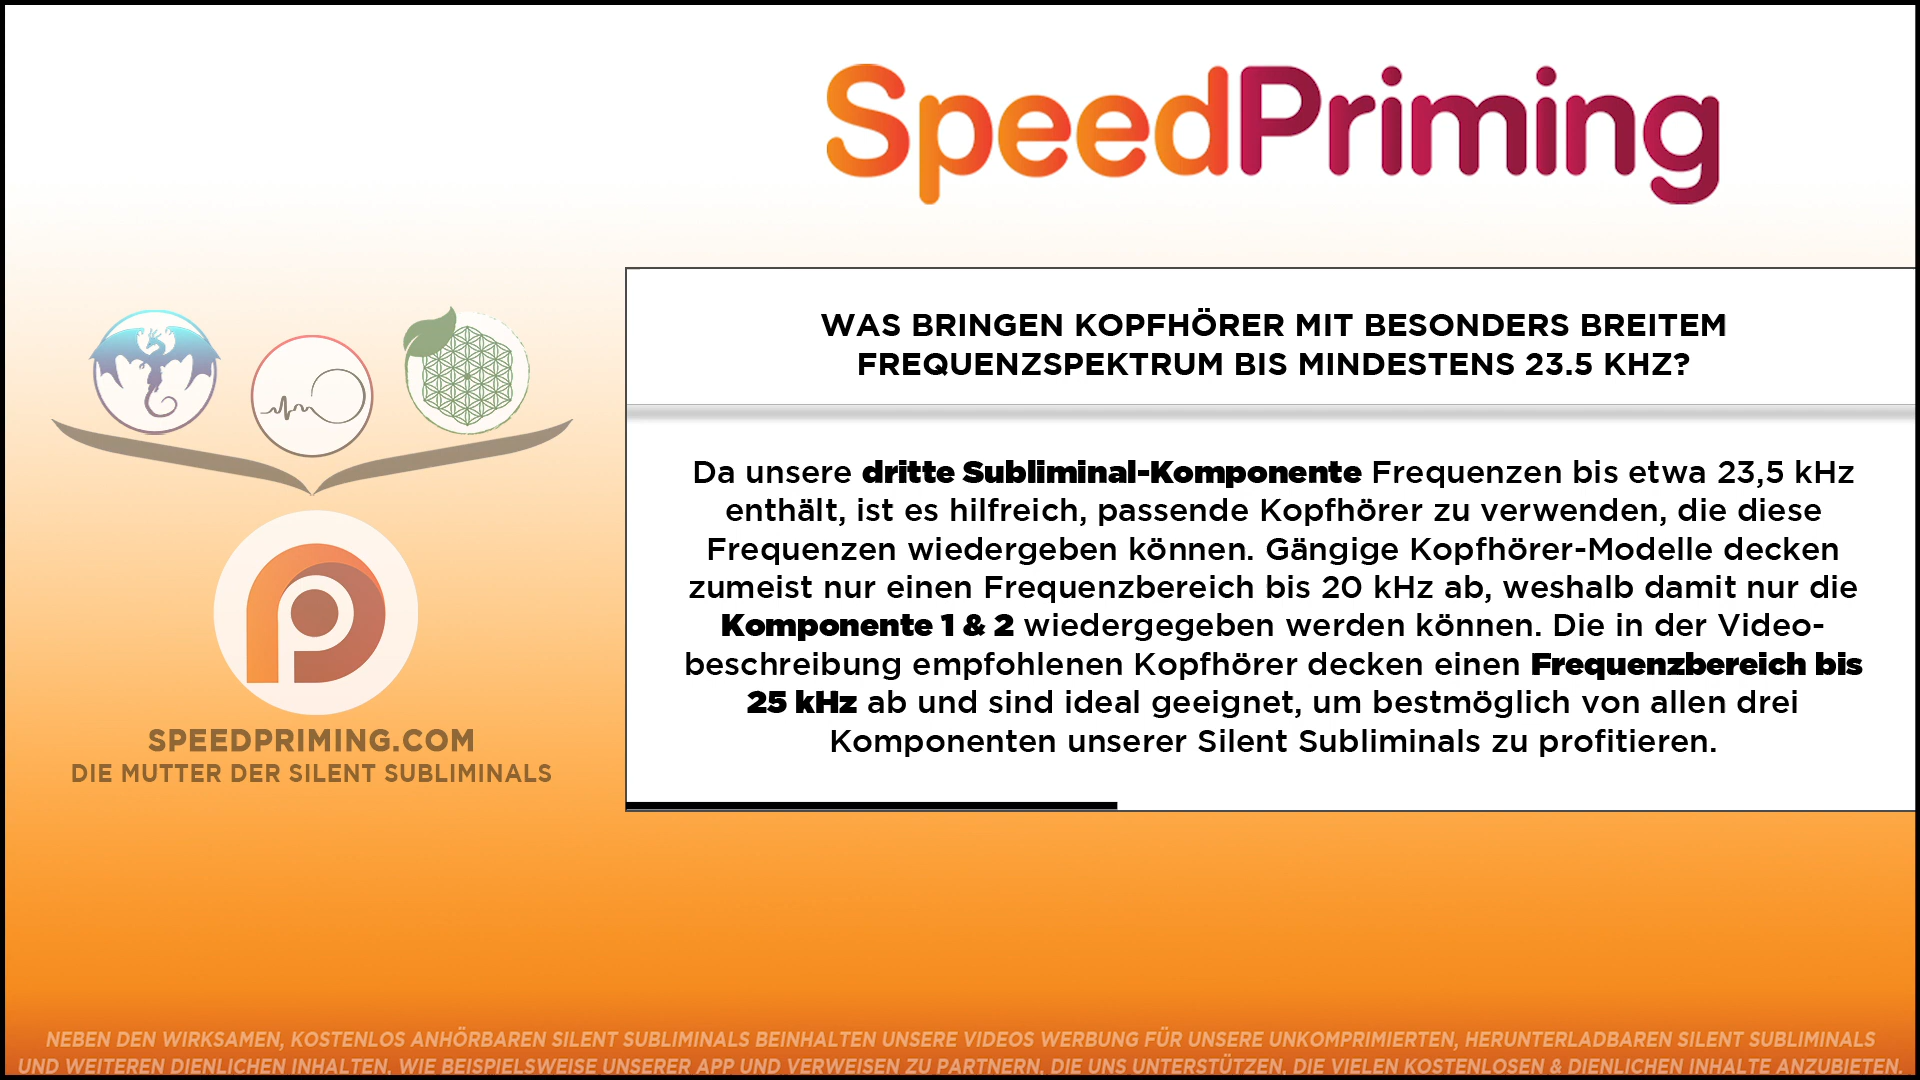 SpeedPriming
WAS BRINGEN KOPFHÖRER MIT BESONDERS BREITEM
FREQUENZSPEKTRUM BIS MINDESTENS 23.5 KHZ?
Da unsere dritte Subliminal-Komponente Frequenzen bis etwa 23,5 kHz
enthält, ist es hilfreich, passende Kopfhörer zu verwenden, die diese
Frequenzen wiedergeben können. Gängige Kopfhörer-Modelle decken
zumeist nur einen Frequenzbereich bis 20 kHz ab, weshalb damit nur die
Komponente 1 & 2 wiedergegeben werden können. Die in der Video-
beschreibung empfohlenen Kopfhörer decken einen Frequenzbereich bis
25 kHz ab und sind ideal geeignet, um bestmöglich von allen drei
Komponenten unserer Silent Subliminals zu profitieren.
SPEEDPRIMING.COM
DIE MUTTER DER SILENT SUBLIMINALS
NEBEN DEN WIRKSAMEN, KOSTENLOS ANHÖRBAREN SILENT SUBLIMINALS BEINHALTEN UNSERE VIDEOS WERBUNG FÜR UNSERE UNKOMPRIMIERTEN, HERUNTERLADBAREN SILENT SUBLIMINALS
UND WEITEREN DIENLICHEN INHALTEN, WIE BEISPIELSWEISE UNSERER APP UND VERWEISEN ZU PARTNERN, DIE UNS UNTERSTÜTZEN, DIE VIELEN KOSTENLOSEN & DIENLICHEN INHALTE ANZUBIETEN.